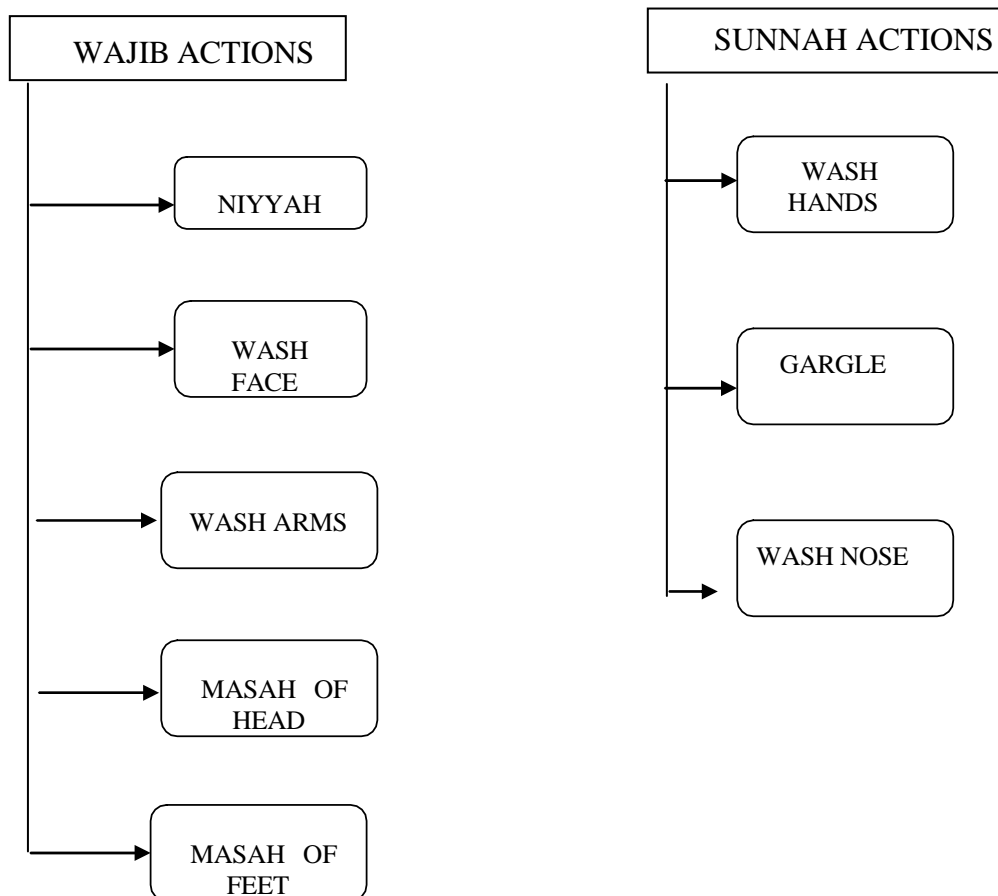 WAJIB ACTIONS
NIYYAH
WASH
FACE
WASH ARMS
MASAH OF
HEAD
MASAH OF
FEET
SUNNAH ACTIONS
WASH
HANDS
GARGLE
WASH NOSE